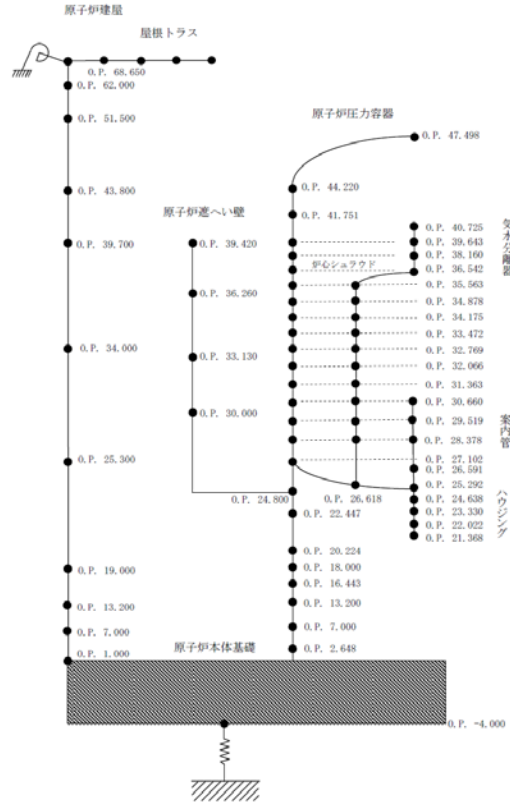 原子炉建屋
屋根トラス
O.P. 68.650
O.P. 62.000
O.P. 51.500
O.P. 43.800
O.P. 39.700
O.P. 34.000
O.P. 25.300
O.P. 19.000
O.P. 13.200
O.P. 7.000
O.P. 1.000
原子炉遮へい壁
O.P. 39.420
O.P. 36.260
O.P. 33.130
O.P. 30.000
原子炉圧力容器
O.P. 47.498
O.P. 44.220
O.P. 41.751
炉心シュラウド
O.P. 24.800
O.P. 26.618
O.P. 22.447
O.P. 20.224
O.P. 18.000
O.P. 16.443
O.P. 13.200
O.P. 7.000
O.P. 2.648
原子炉本体基礎
気水分離器
O.P. 40.725
O.P. 39.643
O.P. 38.160
O.P. 36.542
O.P. 35.563
O.P. 34.878
O.P. 34.175
O.P. 33.472
O.P. 32.769
O.P. 32.066
O.P. 31.363
O.P. 30.660
O.P. 29.519
O.P. 28.378
O.P. 27.102
O.P. 26.591
O.P. 25.292
O.P. 24.638
O.P. 23.330
O.P. 22.022
O.P. 21.368
案内管
ハウジング
O.P. -4.000